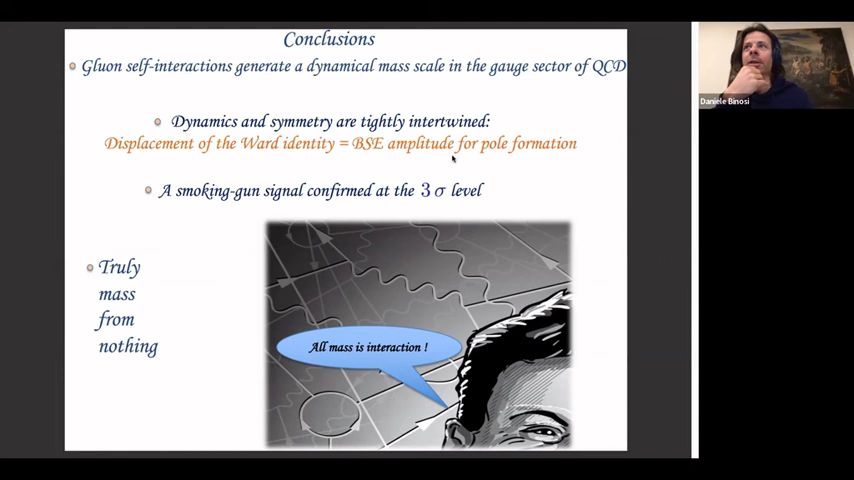 Conclusions
Gluon self-interactions generate a dynamical mass scale in the gauge sector of QCD
Dynamics and symmetry are tightly intertwined:
Displacement of the Ward identity = BSE amplitude for pole formation
A smoking-gun signal confirmed at the 3 σ level
Truly
mass
from
nothing
All mass is interaction !
Daniele Binosi